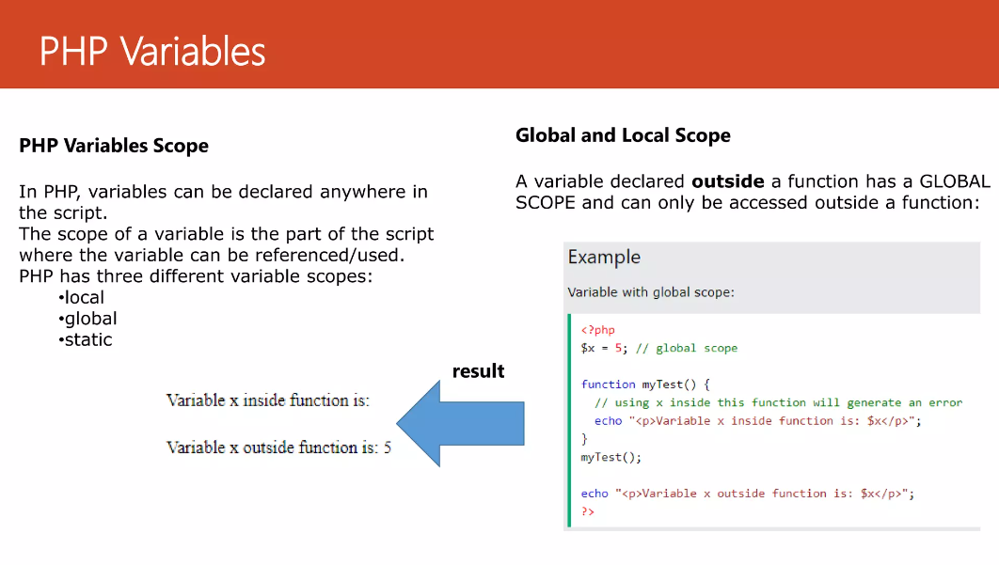 PHP Variables
PHP Variables Scope
In PHP, variables can be declared anywhere in
the script.
The scope of a variable is the part of the script
where the variable can be referenced/used.
PHP has three different variable scopes:
•local
•global
•static
result
Variable x inside function is:
Variable x outside function is: 5
Global and Local Scope
A variable declared outside a function has a GLOBAL
SCOPE and can only be accessed outside a function:
Example
Variable with global scope:
<?php
$x = 5; // global scope
function myTest() {
// using x inside this function will generate an error
echo "<p>Variable x inside function is: $x</p>";
}
myTest();
echo "<p>Variable x outside function is: $x</p>";
?>